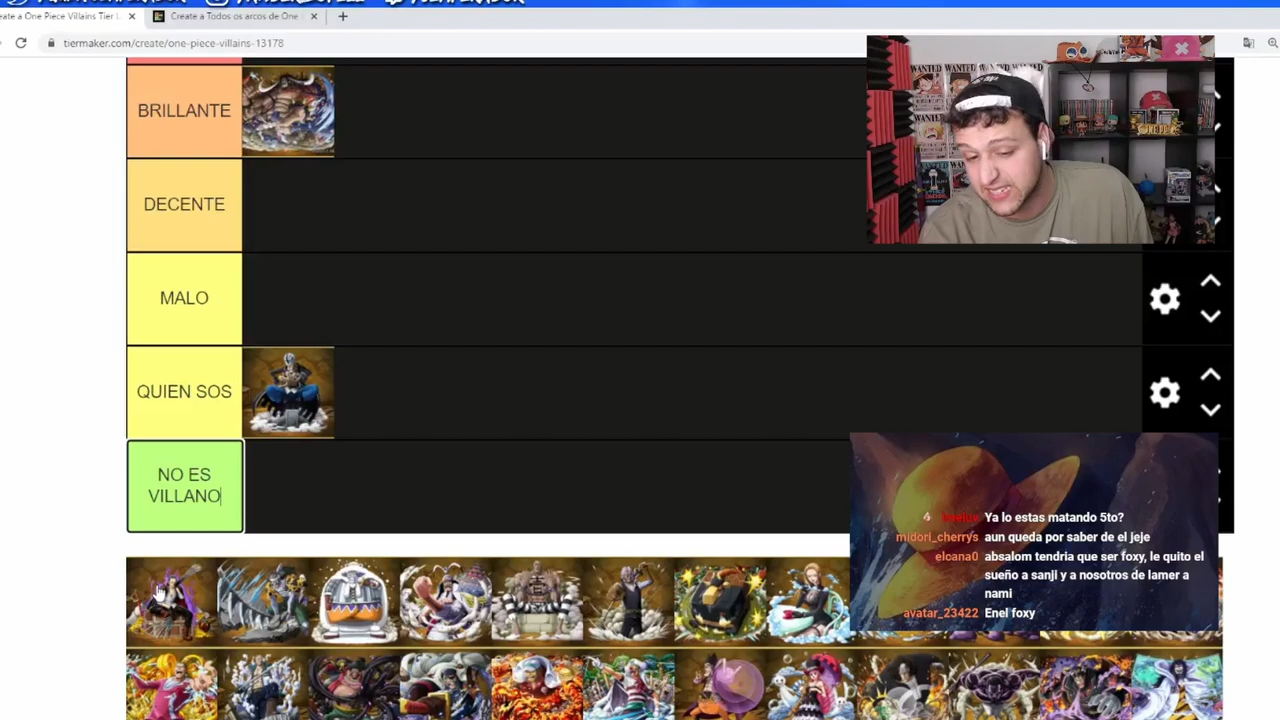 eate a One Piece Villains Tier L
Create a Todos os arcos de One
tiermaker.com/create/one-piece-villains-13178
BRILLANTE
DECENTE
MALO
QUIEN SOS
NO ES
VILLANO
WANTED
Ya lo estas matando 5to?
midori_cherrys aun queda por saber de el jeje
elcana0 absalom tendria que ser foxy, le quito el
sueño a sanji y a nosotros de lamer a
nami
avatar_23422 Enel foxy